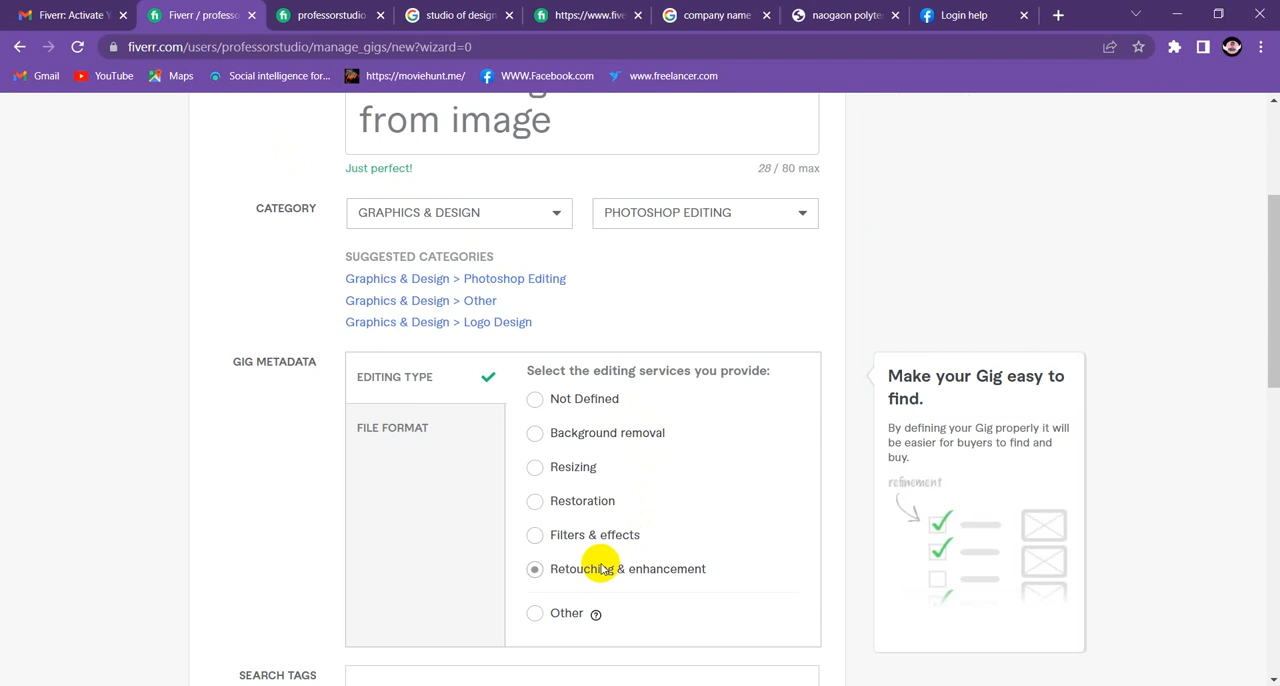 Fiverr: Activate Y
Fiverr / professo
professorstudio
studio of design
https://www.five
company name
naogaon polyte
Login help
fiverr.com/users/professorstudio/manage_gigs/new?wizard=0
Gmail
YouTube
Maps
Social intelligence for...
https://moviehunt.me/
WWW.Facebook.com
www.freelancer.com
from image
Just perfect!
28 / 80 max
CATEGORY
GRAPHICS & DESIGN
PHOTOSHOP EDITING
SUGGESTED CATEGORIES
Graphics & Design > Photoshop Editing
Graphics & Design > Other
Graphics & Design > Logo Design
GIG METADATA
EDITING TYPE
FILE FORMAT
Select the editing services you provide:
Not Defined
Background removal
Resizing
Restoration
Filters & effects
Retouching & enhancement
Other
Make your Gig easy to
find.
By defining your Gig properly it will
be easier for buyers to find and
buy.
refinement
SEARCH TAGS